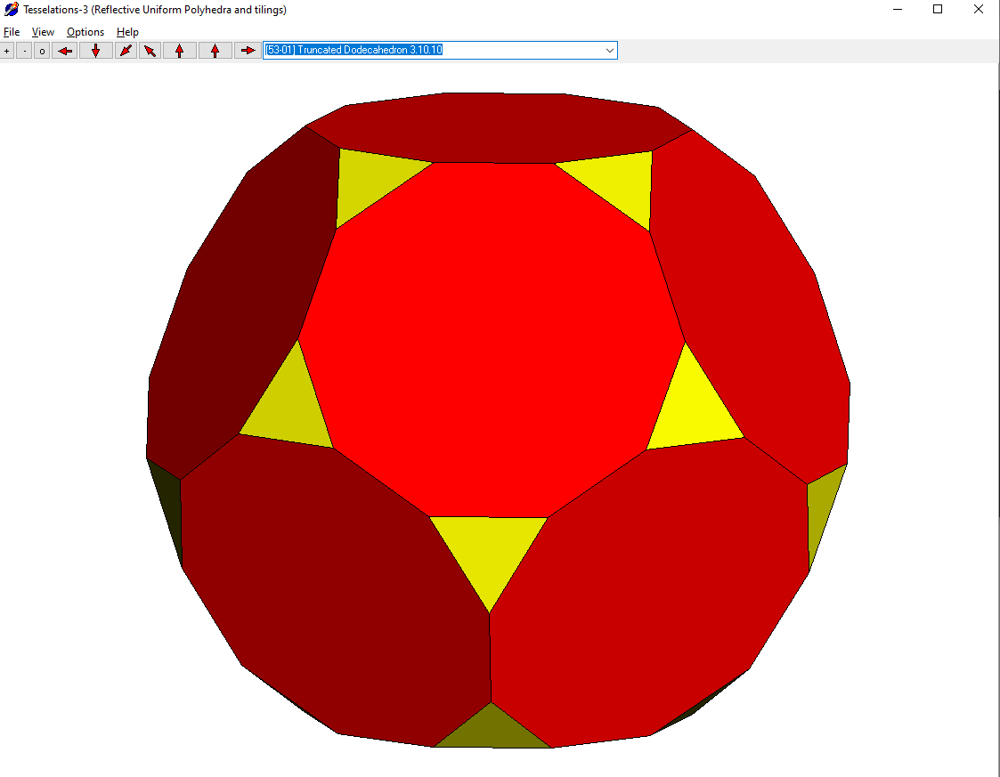 Tesselations-3 (Reflective Uniform Polyhedra and tilings)
File View Options Help
+ - o [53-01] Truncated Dodecahedron 3.10.10